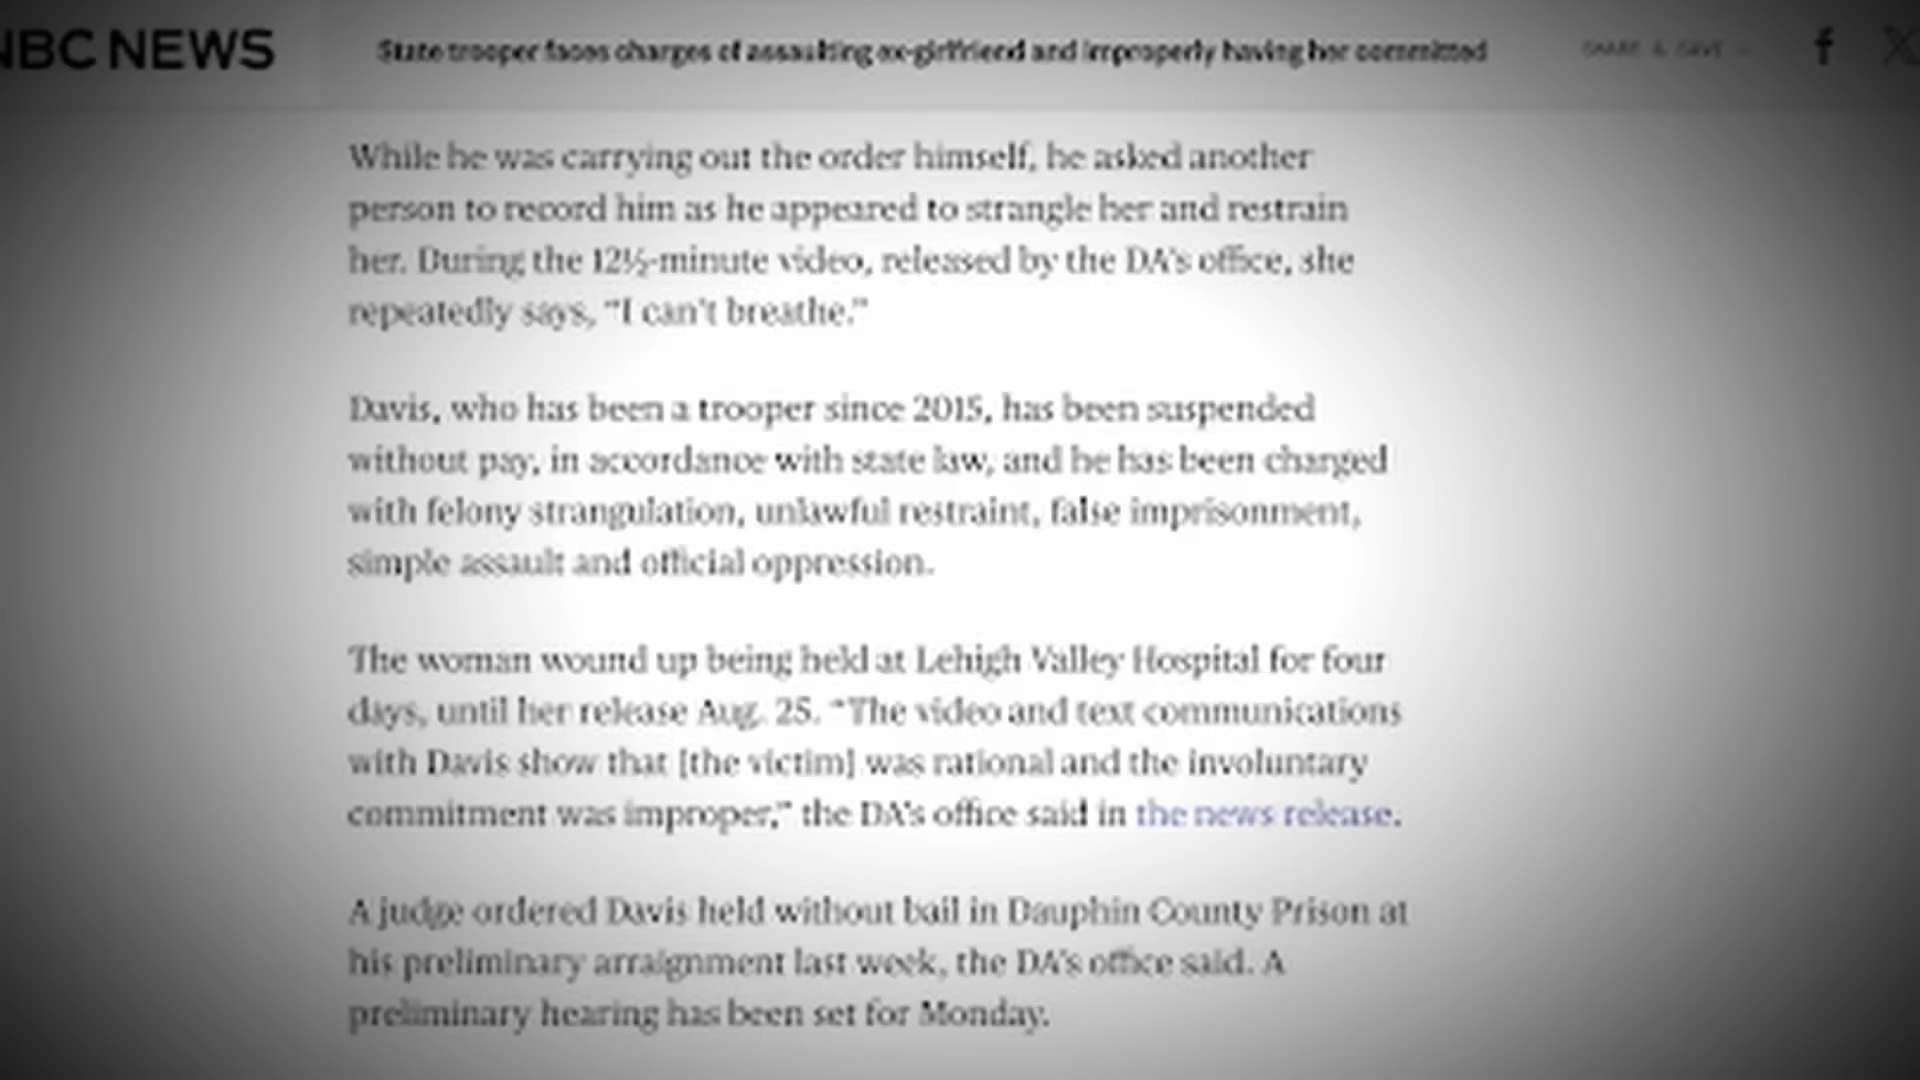 NBC NEWS
State trooper faces charges of assaulting ex-girlfriend and improperly having her committed
SHARE & SAVE
While he was carrying out the order himself, he asked another
person to record him as he appeared to strangle her and restrain
her. During the 12½-minute video, released by the DA's office, she
repeatedly says, "I can't breathe."
Davis, who has been a trooper since 2015, has been suspended
without pay, in accordance with state law, and he has been charged
with felony strangulation, unlawful restraint, false imprisonment,
simple assault and official oppression.
The woman wound up being held at Lehigh Valley Hospital for four
days, until her release Aug. 25. "The video and text communications
with Davis show that [the victim] was rational and the involuntary
commitment was improper," the DA's office said in the news release.
A judge ordered Davis held without bail in Dauphin County Prison at
his preliminary arraignment last week, the DA's office said. A
preliminary hearing has been set for Monday.